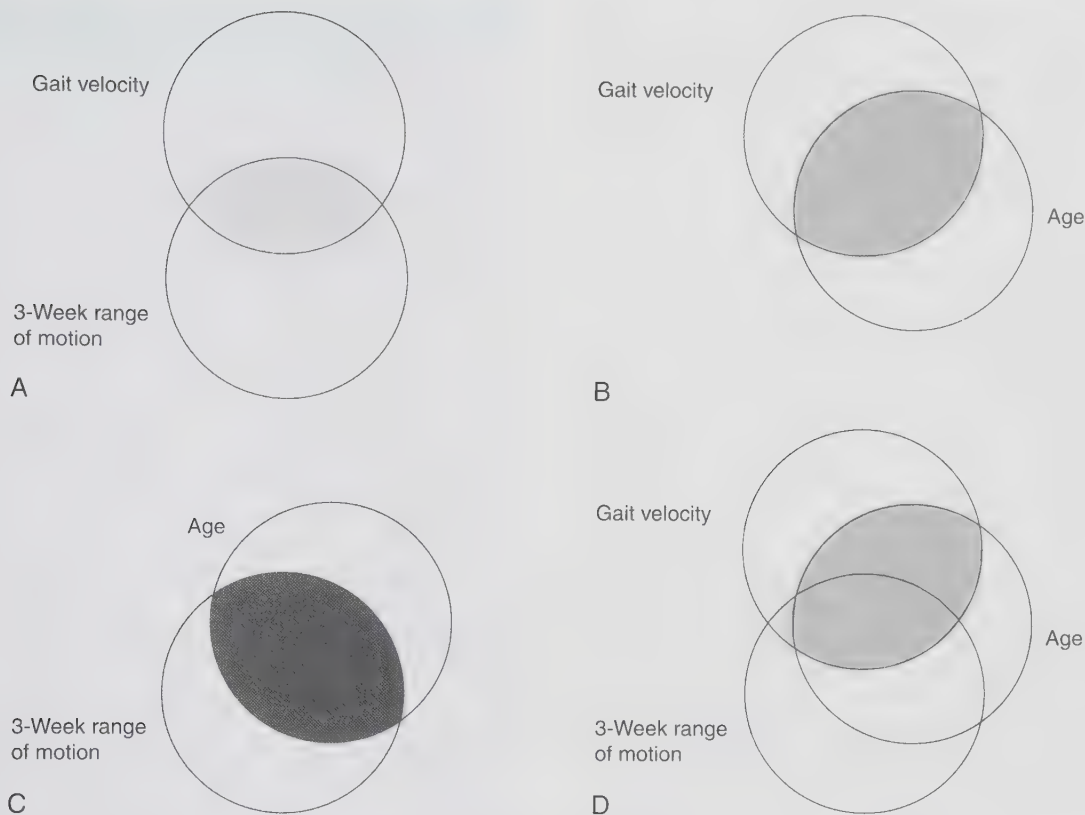 Gait velocity
3-Week range
of motion
A
Gait velocity
Age
B
Age
3-Week range
of motion
C
Gait velocity
Age
3-Week range
of motion
D